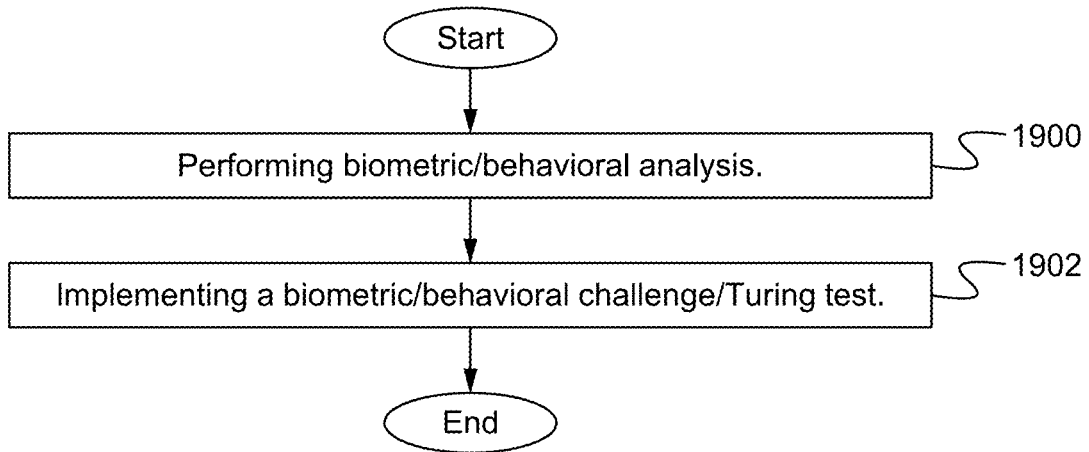 Start
Performing biometric/behavioral analysis.
1900
Implementing a biometric/behavioral challenge/Turing test.
1902
End